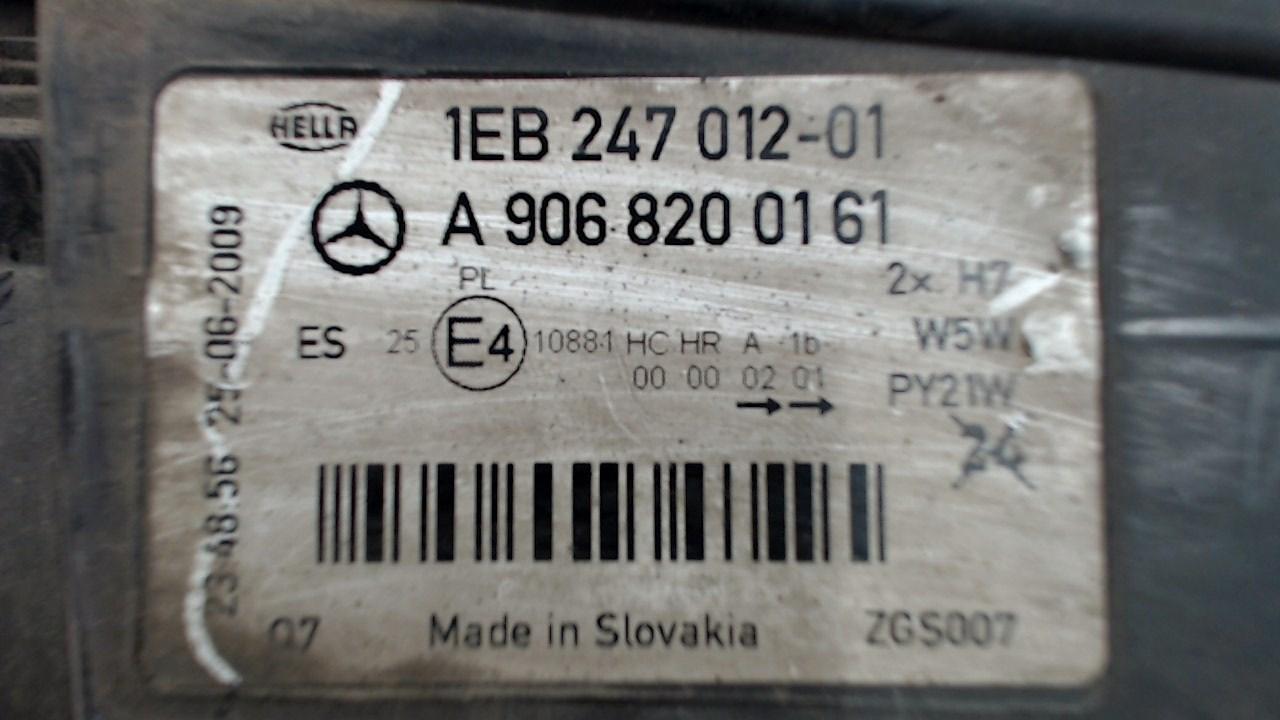 HELLA
1EB 247 012-01
A 906 820 01 61
PL
2x H7
ES 25 E4 10881 HC HR A 1b
W5W
00 00 02 01
PY21W
24
23:48:56 25-06-2009
07 Made in Slovakia ZGS007